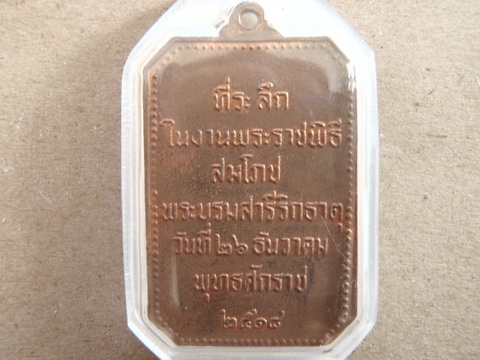 ที่ระลึก
ในงานพระราชพิธี
สมโภช
พระบรมสารีริกธาตุ
วันที่ ๒๖ ธันวาคม
พุทธศักราช
๒๕๑๘